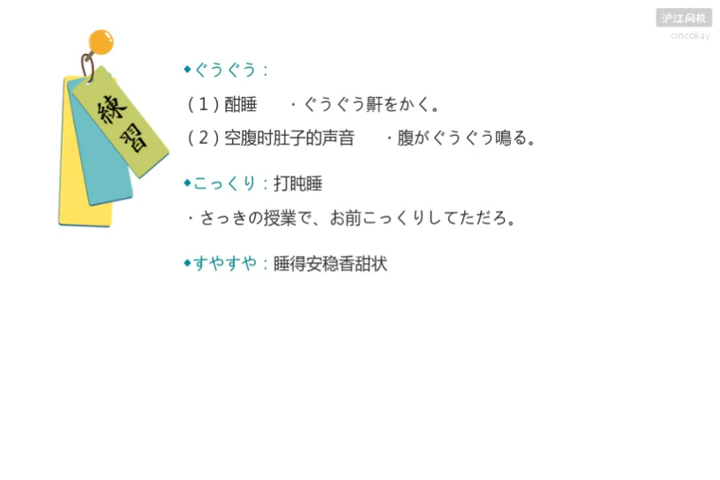 沪江网校
cincokay
練習
◆ぐうぐう：
（1）酣睡　・ぐうぐう鼾をかく。
（2）空腹时肚子的声音　・腹がぐうぐう鳴る。
◆こっくり：打盹睡
・さっきの授業で、お前こっくりしてただろ。
◆すやすや：睡得安稳香甜状